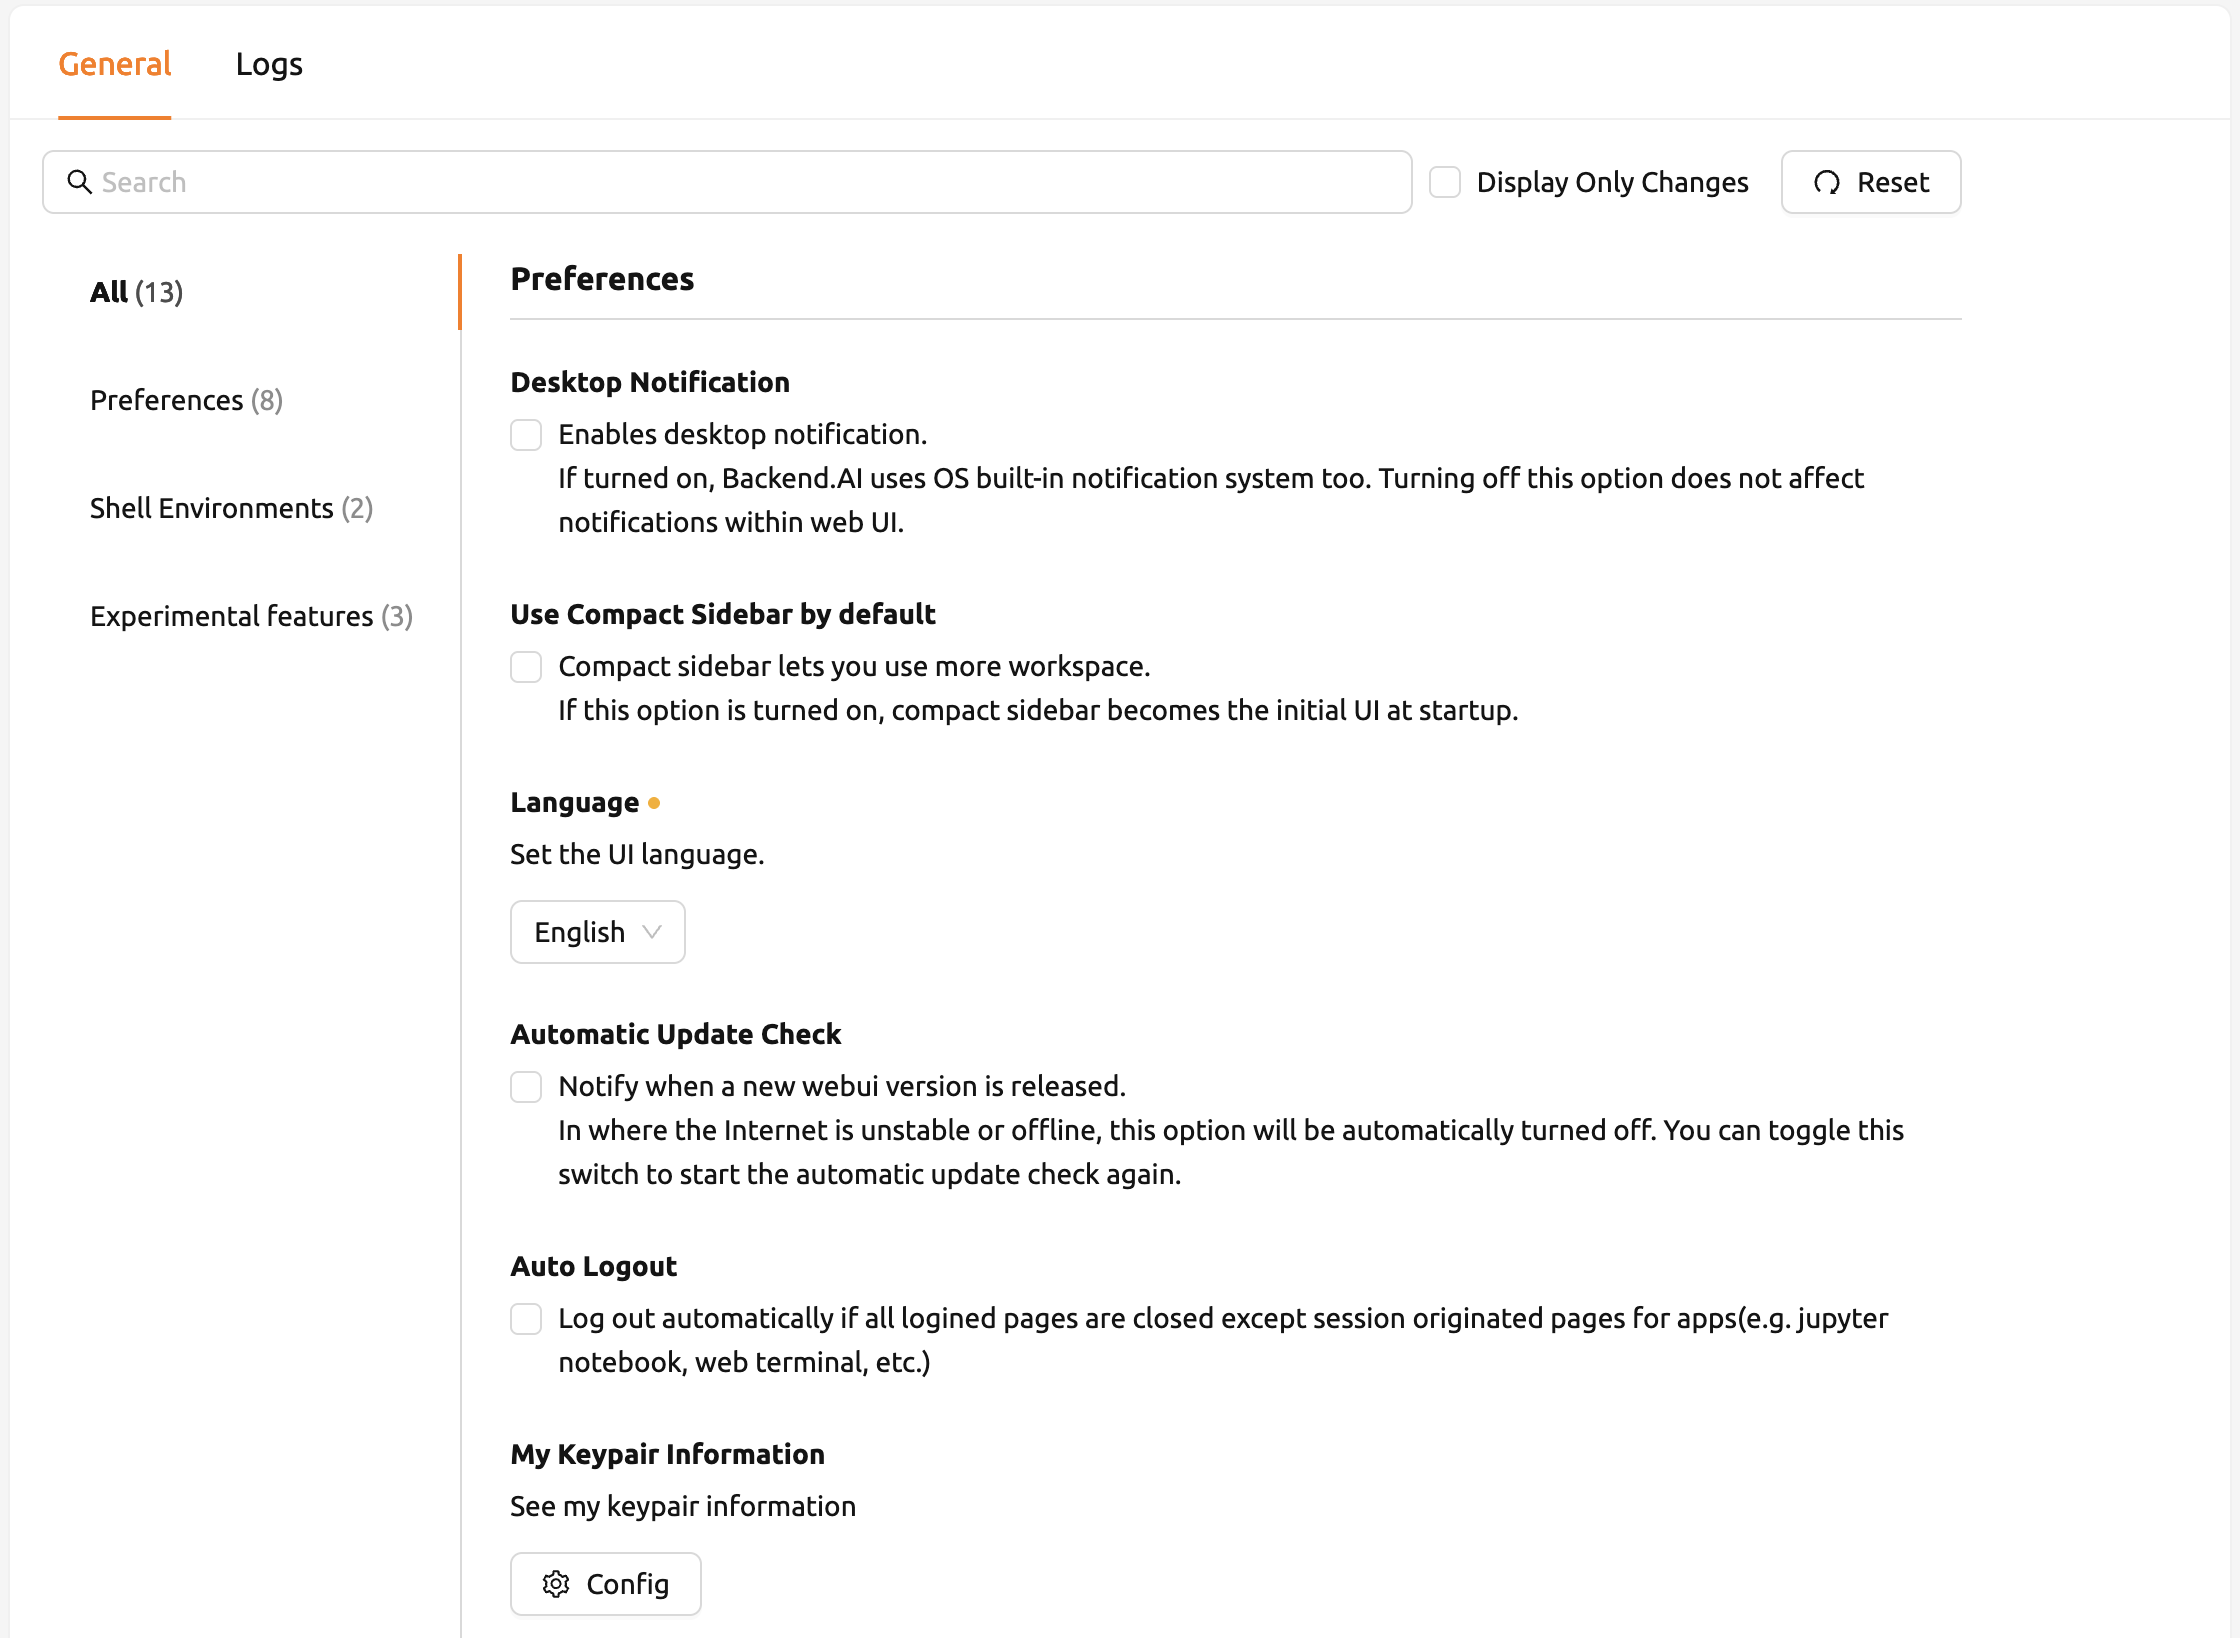 General
Logs
Search
Display Only Changes
Reset
All (13)
Preferences (8)
Shell Environments (2)
Experimental features (3)
Preferences
Desktop Notification
Enables desktop notification.
If turned on, Backend.AI uses OS built-in notification system too. Turning off this option does not affect
notifications within web UI.
Use Compact Sidebar by default
Compact sidebar lets you use more workspace.
If this option is turned on, compact sidebar becomes the initial UI at startup.
Language
Set the UI language.
English
Automatic Update Check
Notify when a new webui version is released.
In where the Internet is unstable or offline, this option will be automatically turned off. You can toggle this
switch to start the automatic update check again.
Auto Logout
Log out automatically if all logined pages are closed except session originated pages for apps(e.g. jupyter
notebook, web terminal, etc.)
My Keypair Information
See my keypair information
Config